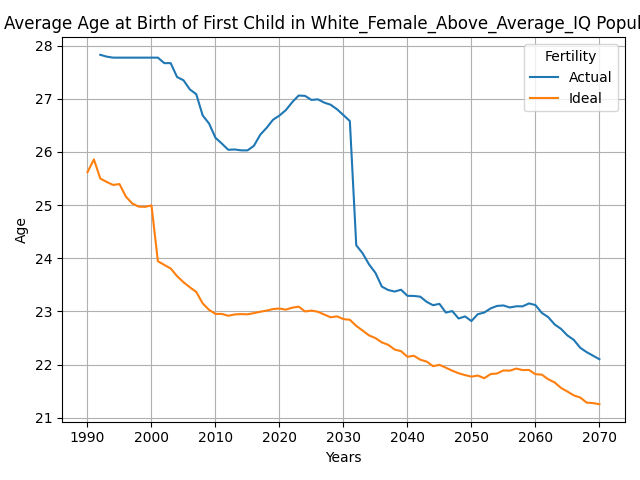 Average Age at Birth of First Child in White_Female_Above_Average_IQ Popul
Fertility
Actual
Ideal
28
27
26
25
24
23
22
21
Age
1990
2000
2010
2020
2030
2040
2050
2060
2070
Years